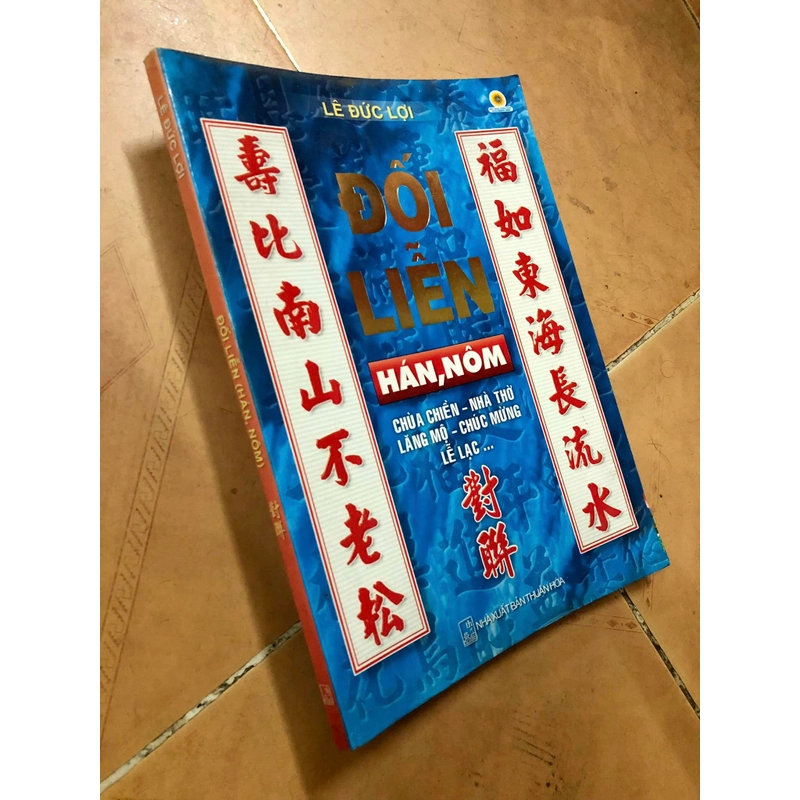 LÊ ĐỨC LỢI
ĐỐI
LIỄN
HÁN, NÔM
CHÙA CHIỀN - NHÀ THỜ
LĂNG MỘ - CHÚC MỪNG
LỄ LẠC ...
對聯
福如東海長流水
壽比南山不老松
NHÀ XUẤT BẢN THUẬN HÓA
LÊ ĐỨC LỢI
ĐỐI LIỄN (HÁN, NÔM)
對聯